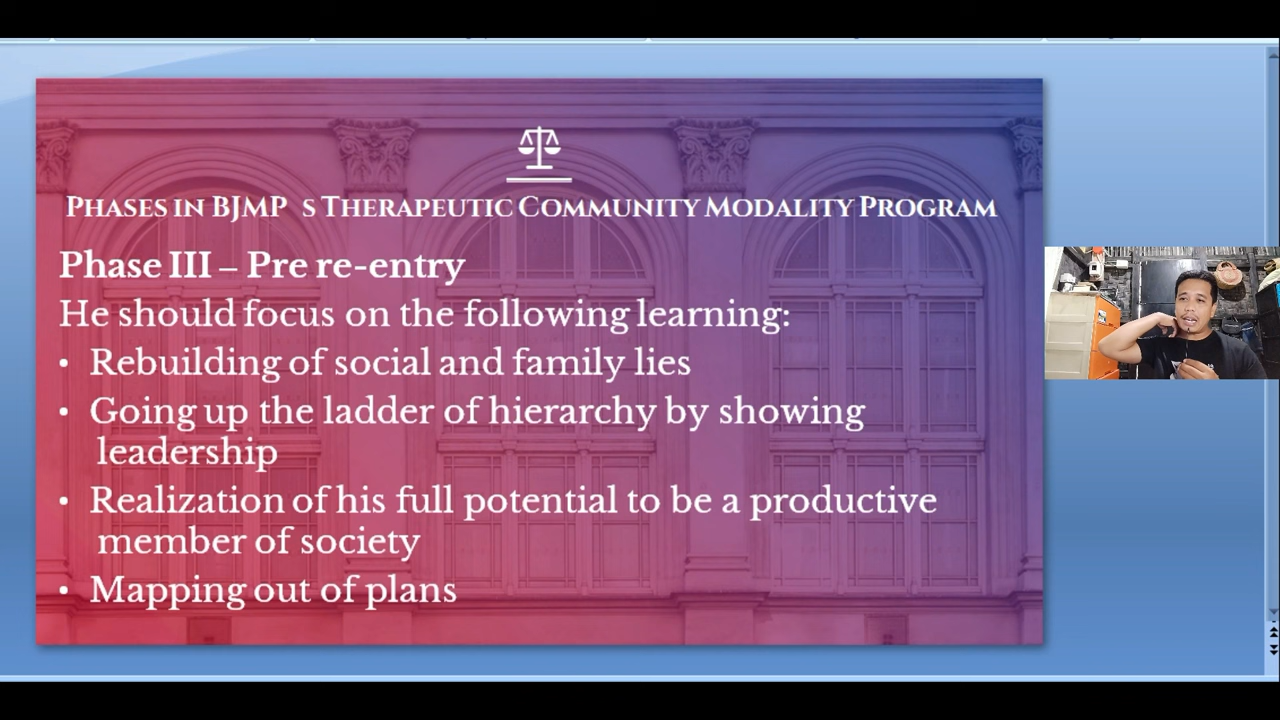 PHASES IN BJMP S THERAPEUTIC COMMUNITY MODALITY PROGRAM
Phase III – Pre re-entry
He should focus on the following learning:
• Rebuilding of social and family lies
• Going up the ladder of hierarchy by showing
leadership
• Realization of his full potential to be a productive
member of society
• Mapping out of plans